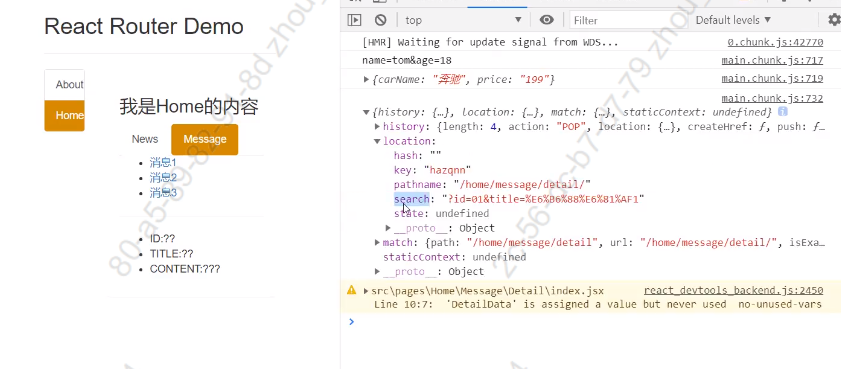 React Router Demo
About
Home
我是Home的内容
News
Message
消息1
消息2
消息3
ID:??
TITLE:??
CONTENT:???
top
Filter
Default levels
[HMR] Waiting for update signal from WDS...
0.chunk.js:42770
name=tom&age=18
main.chunk.js:717
{carName: "奔驰", price: "199"}
main.chunk.js:719
main.chunk.js:732
{history: {…}, location: {…}, match: {…}, staticContext: undefined}
history: {length: 4, action: "POP", location: {…}, createHref: ƒ, push: ƒ…
location:
hash: ""
key: "hazqnn"
pathname: "/home/message/detail/"
search: "?id=01&title=%E6%B6%88%E6%81%AF1"
state: undefined
__proto__: Object
match: {path: "/home/message/detail", url: "/home/message/detail/", isExa…
staticContext: undefined
__proto__: Object
src\pages\Home\Message\Detail\index.jsx
react_devtools_backend.js:2450
Line 10:7: 'DetailData' is assigned a value but never used no-unused-vars